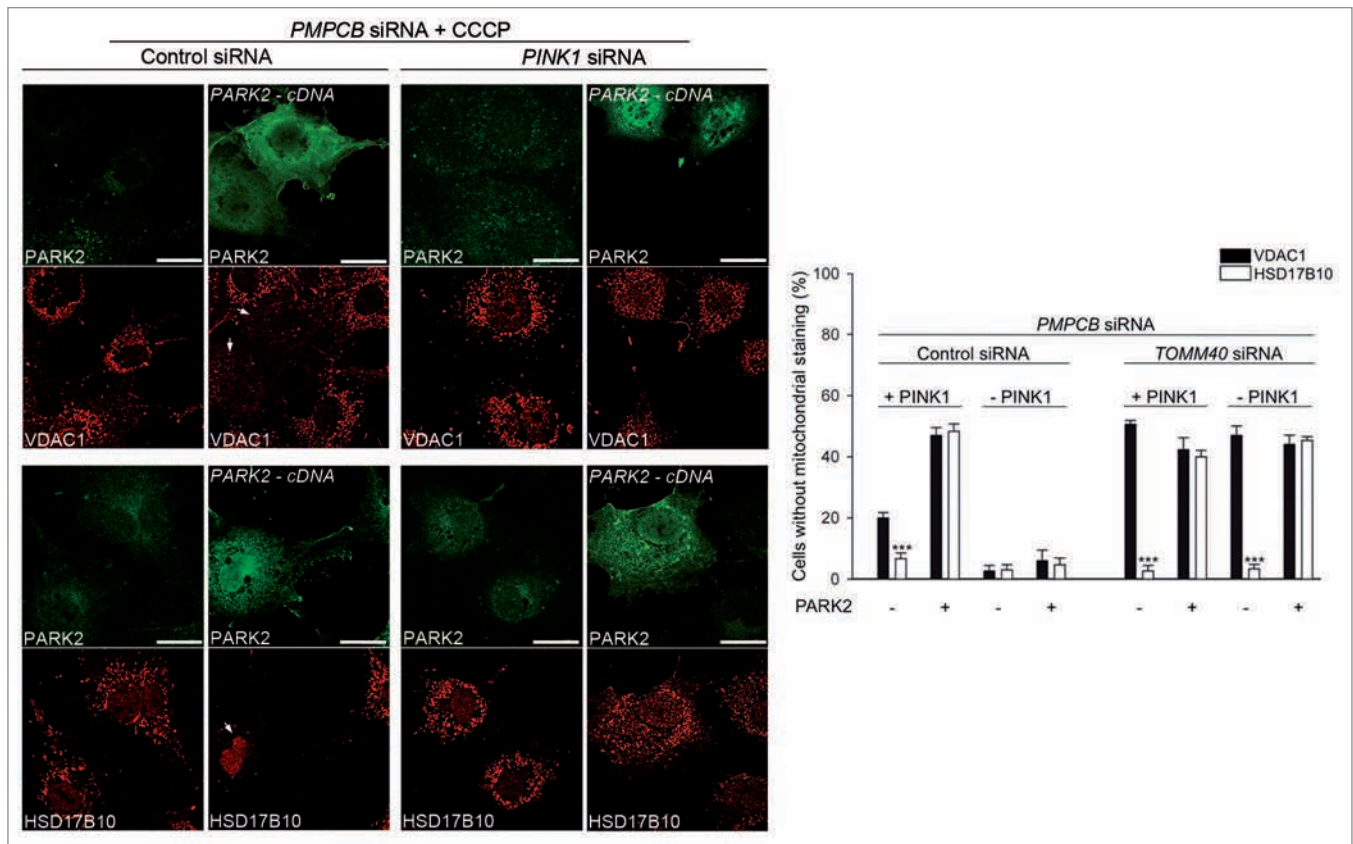 PMPCB siRNA + CCCP
Control siRNA
PINK1 siRNA
PARK2 - cDNA
PARK2 - cDNA
PARK2
PARK2
PARK2
PARK2
VDAC1
VDAC1
VDAC1
VDAC1
PARK2 - cDNA
PARK2 - cDNA
PARK2
PARK2
PARK2
PARK2
HSD17B10
HSD17B10
HSD17B10
HSD17B10
VDAC1
HSD17B10
Cells without mitochondrial staining (%)
100
80
60
40
20
0
PMPCB siRNA
Control siRNA
TOMM40 siRNA
+ PINK1
- PINK1
+ PINK1
- PINK1
***
***
***
PARK2 - + - + - + - +